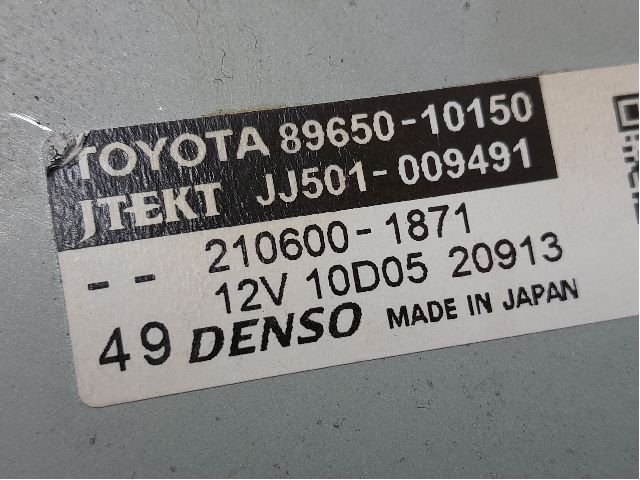 TOYOTA 89650-10150
JTEKT JJ501-009491
-- 210600-1871
12V 10D05 20913
49 DENSO MADE IN JAPAN